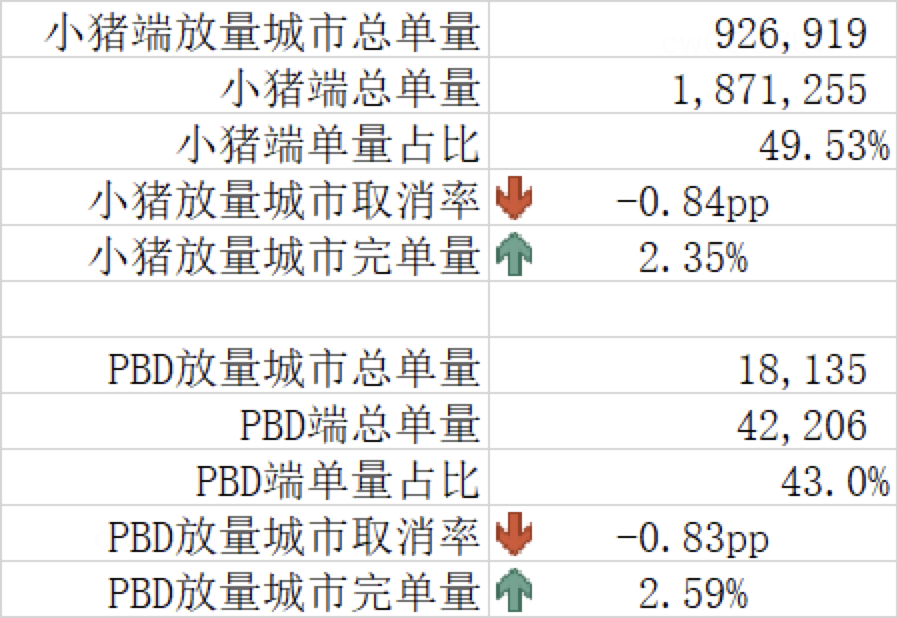 小猪端放量城市总单量 926,919
小猪端总单量 1,871,255
小猪端单量占比 49.53%
小猪放量城市取消率 -0.84pp
小猪放量城市完单量 2.35%
PBD放量城市总单量 18,135
PBD端总单量 42,206
PBD端单量占比 43.0%
PBD放量城市取消率 -0.83pp
PBD放量城市完单量 2.59%